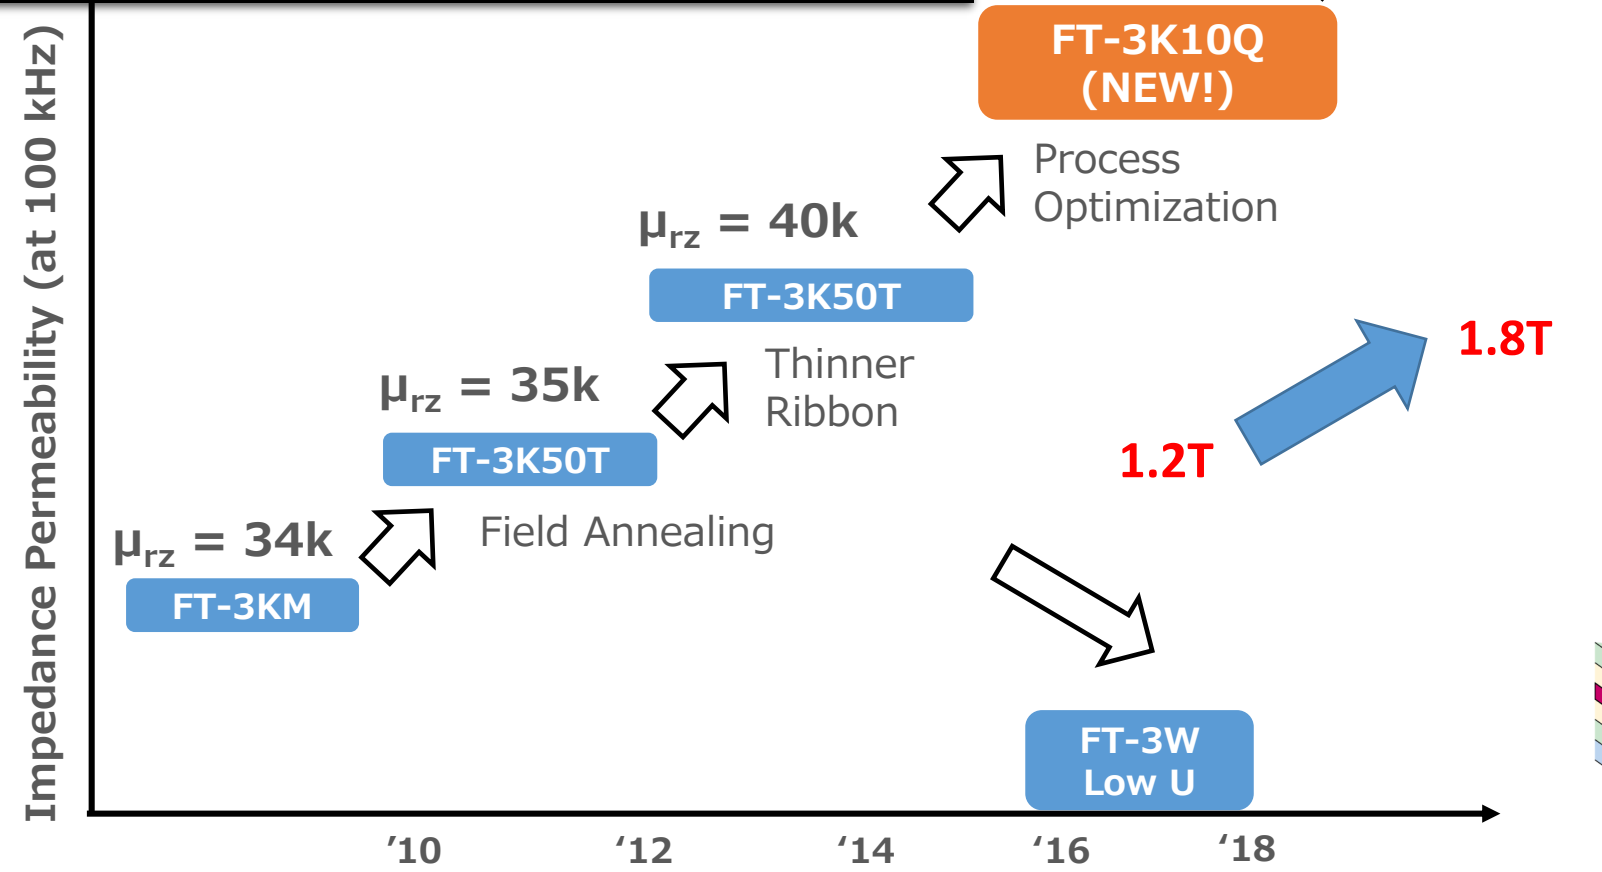 Impedance Permeability (at 100 kHz)
FT-3K10Q
(NEW!)
Process
Optimization
μrz = 40k
FT-3K50T
Thinner
Ribbon
1.8T
μrz = 35k
FT-3K50T
1.2T
Field Annealing
μrz = 34k
FT-3KM
FT-3W
Low U
’10
‘12
‘14
‘16
‘18